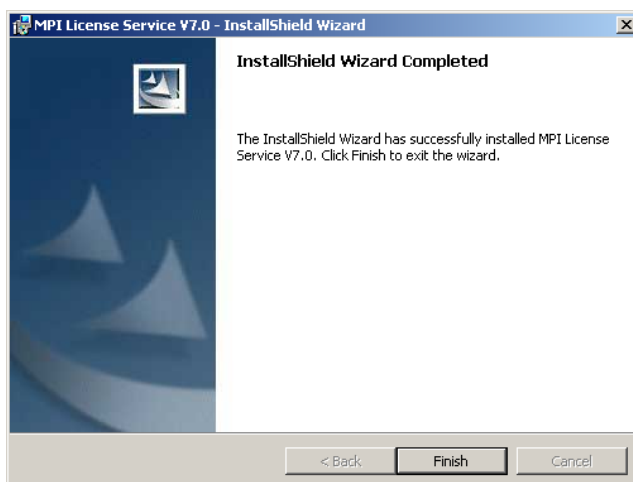 MPI License Service V7.0 - InstallShield Wizard
InstallShield Wizard Completed
The InstallShield Wizard has successfully installed MPI License
Service V7.0. Click Finish to exit the wizard.
< Back
Finish
Cancel